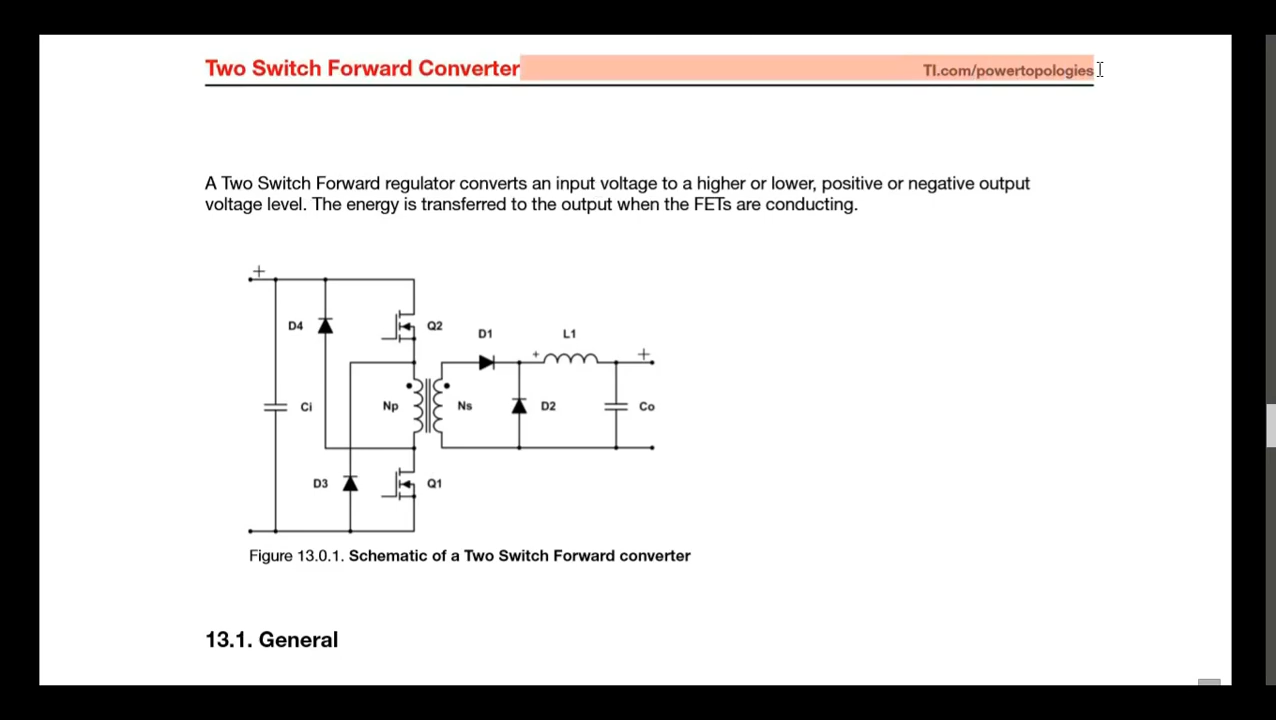 Two Switch Forward Converter TI.com/powertopologies
A Two Switch Forward regulator converts an input voltage to a higher or lower, positive or negative output
voltage level. The energy is transferred to the output when the FETs are conducting.
+
D4
Q2
D1
L1
+
+
Ci
Np
Ns
D2
Co
D3
Q1
Figure 13.0.1. Schematic of a Two Switch Forward converter
13.1. General